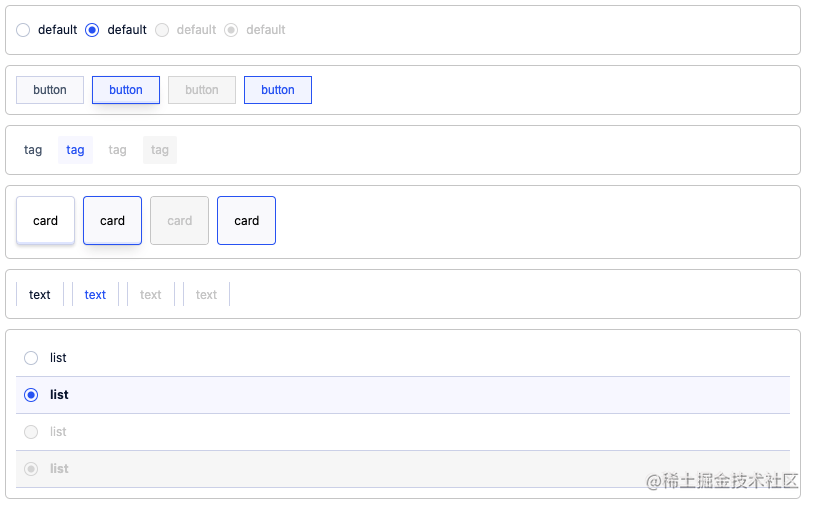 default default default default
button button button button
tag tag tag tag
card card card card
text text text text
list
list
list
list
@稀土掘金技术社区